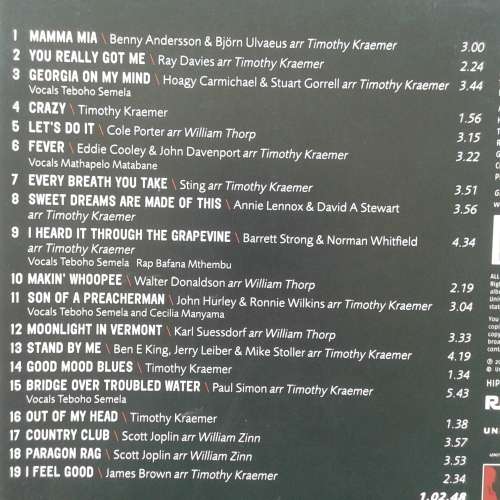 1 MAMMA MIA \ Benny Andersson & Björn Ulvaeus arr Timothy Kraemer 3.00
2 YOU REALLY GOT ME \ Ray Davies arr Timothy Kraemer 2.24
3 GEORGIA ON MY MIND \ Hoagy Carmichael & Stuart Gorrell arr Timothy Kraemer 3.44
Vocals Teboho Semela
4 CRAZY \ Timothy Kraemer 1.56
5 LET'S DO IT \ Cole Porter arr William Thorp 3.15
6 FEVER \ Eddie Cooley & John Davenport arr Timothy Kraemer 3.22
Vocals Mathapelo Matabane
7 EVERY BREATH YOU TAKE \ Sting arr Timothy Kraemer 3.51
8 SWEET DREAMS ARE MADE OF THIS \ Annie Lennox & David A Stewart 3.56
arr Timothy Kraemer
9 I HEARD IT THROUGH THE GRAPEVINE \ Barrett Strong & Norman Whitfield 4.34
arr Timothy Kraemer
Vocals Teboho Semela Rap Bafana Mthembu
10 MAKIN' WHOOPEE \ Walter Donaldson arr William Thorp 2.19
11 SON OF A PREACHERMAN \ John Hurley & Ronnie Wilkins arr Timothy Kraemer 3.04
Vocals Teboho Semela and Cecilia Manyama
12 MOONLIGHT IN VERMONT \ Karl Suessdorf arr William Thorp 3.33
13 STAND BY ME \ Ben E King, Jerry Leiber & Mike Stoller arr Timothy Kraemer 4.19
14 GOOD MOOD BLUES \ Timothy Kraemer 1.34
15 BRIDGE OVER TROUBLED WATER \ Paul Simon arr Timothy Kraemer 5.43
Vocals Teboho Semela
16 OUT OF MY HEAD \ Timothy Kraemer 1.38
17 COUNTRY CLUB \ Scott Joplin arr William Zinn 3.57
18 PARAGON RAG \ Scott Joplin arr William Zinn 3.53
19 I FEEL GOOD \ James Brown arr Timothy Kraemer 2.34
1.02.48